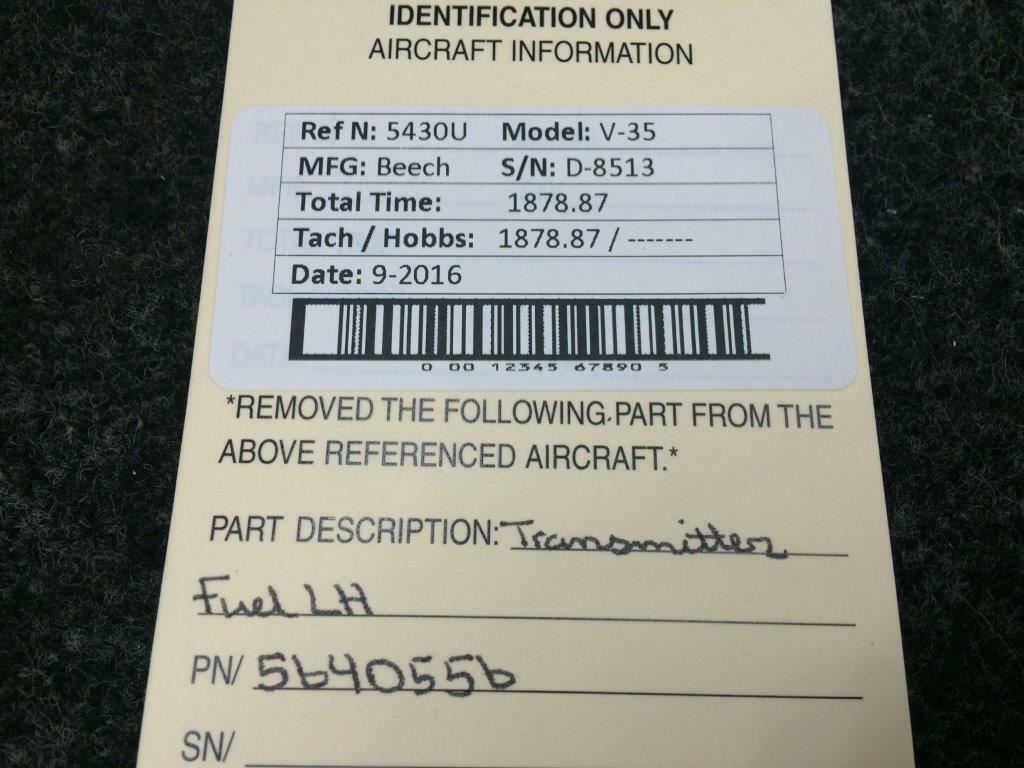 IDENTIFICATION ONLY
AIRCRAFT INFORMATION
Ref N: 5430U Model: V-35
MFG: Beech S/N: D-8513
Total Time: 1878.87
Tach / Hobbs: 1878.87 / -------
Date: 9-2016
0 00 12345 67890 5
*REMOVED THE FOLLOWING PART FROM THE
ABOVE REFERENCED AIRCRAFT.*
PART DESCRIPTION: Transmitter
Fuel LH
PN/ 5640556
SN/